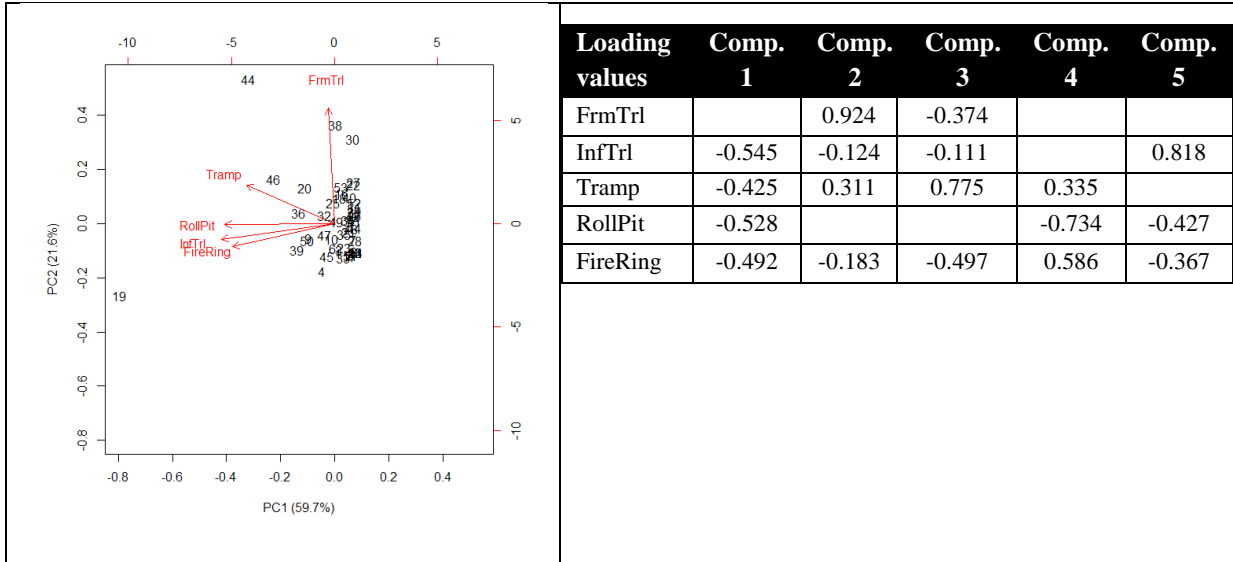 -10 -5 0 5
44
FrmTrl
38
30
Tramp
46
20
36
32
RollPit
InfTrl
FireRing
47
10
50
39
45
4
28
19
0.4
0.2
0.0
-0.2
-0.4
-0.6
-0.8
5
0
-5
-10
-0.8 -0.6 -0.4 -0.2 0.0 0.2 0.4
PC1 (59.7%)
PC2 (21.6%)
Loading values Comp. 1 Comp. 2 Comp. 3 Comp. 4 Comp. 5
FrmTrl 0.924 -0.374
InfTrl -0.545 -0.124 -0.111 0.818
Tramp -0.425 0.311 0.775 0.335
RollPit -0.528 -0.734 -0.427
FireRing -0.492 -0.183 -0.497 0.586 -0.367